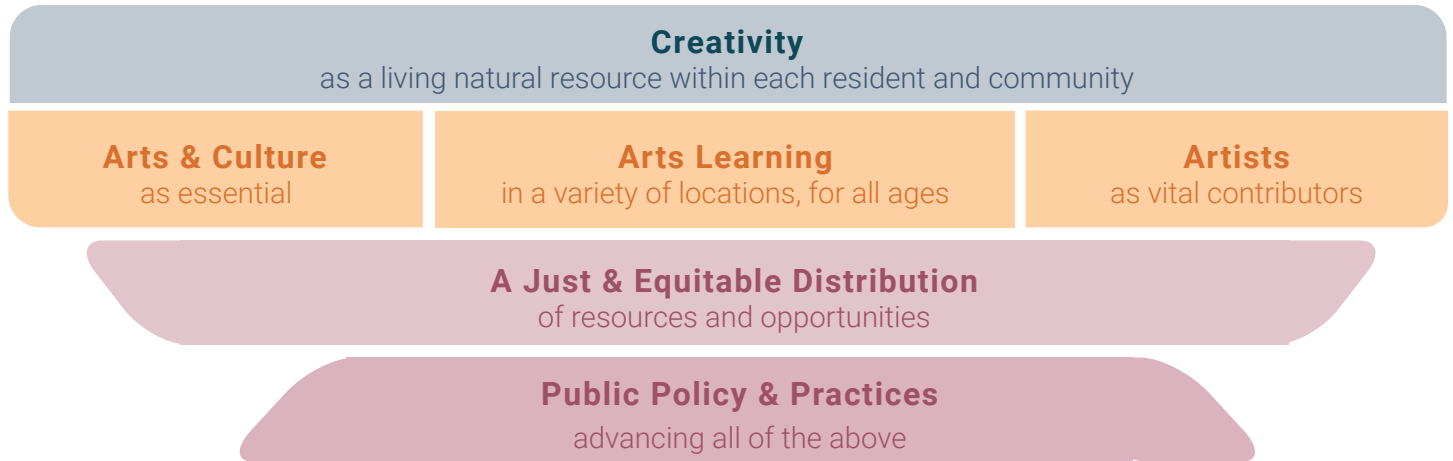 Creativity
as a living natural resource within each resident and community
Arts & Culture
as essential
Arts Learning
in a variety of locations, for all ages
Artists
as vital contributors
A Just & Equitable Distribution
of resources and opportunities
Public Policy & Practices
advancing all of the above